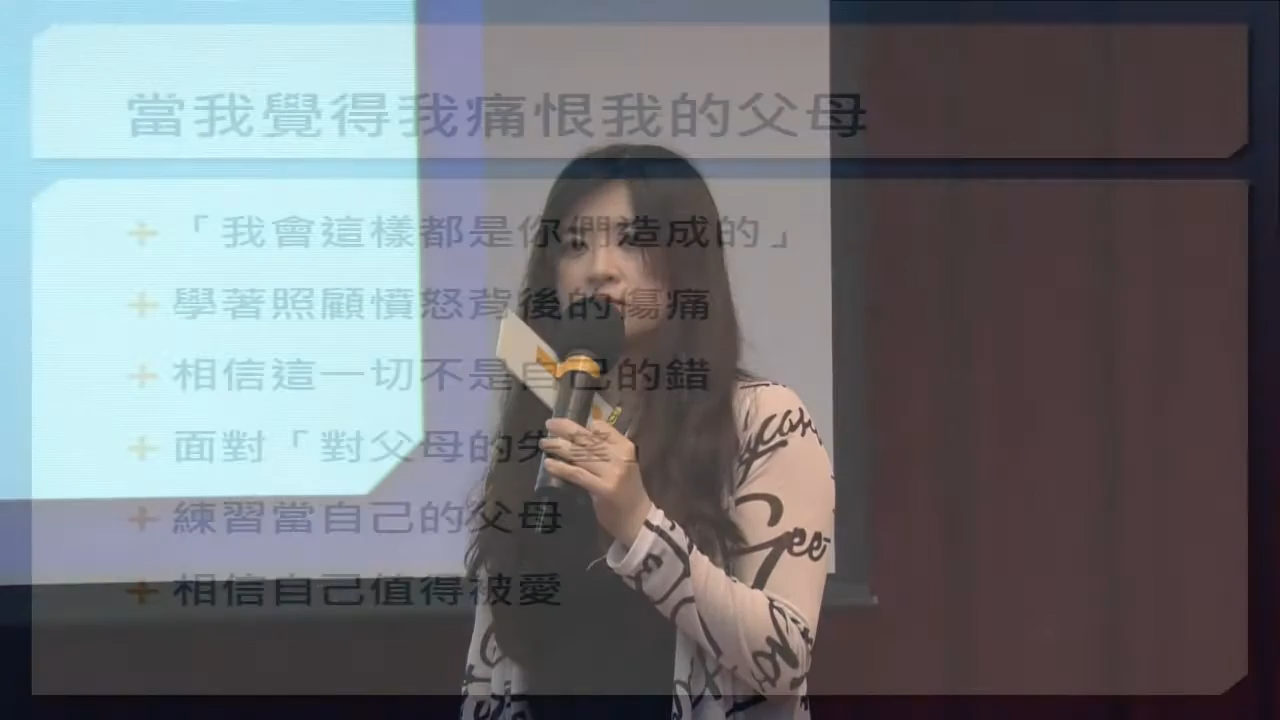 當我覺得我痛恨我的父母
+ 「我會這樣都是你們造成的」
+ 學著照顧憤怒背後的傷痛
+ 相信這一切不是自己的錯
+ 面對「對父母的失望」
+ 練習當自己的父母
+ 相信自己值得被愛
See